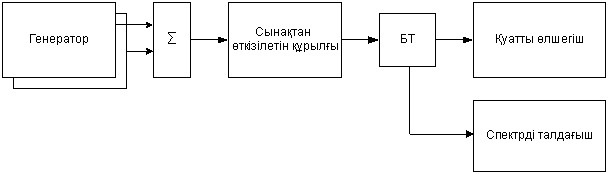 Генератор
∑
Сынақтан
өткізілетін құрылғы
БТ
Қуатты өлшегіш
Спектрді талдағыш